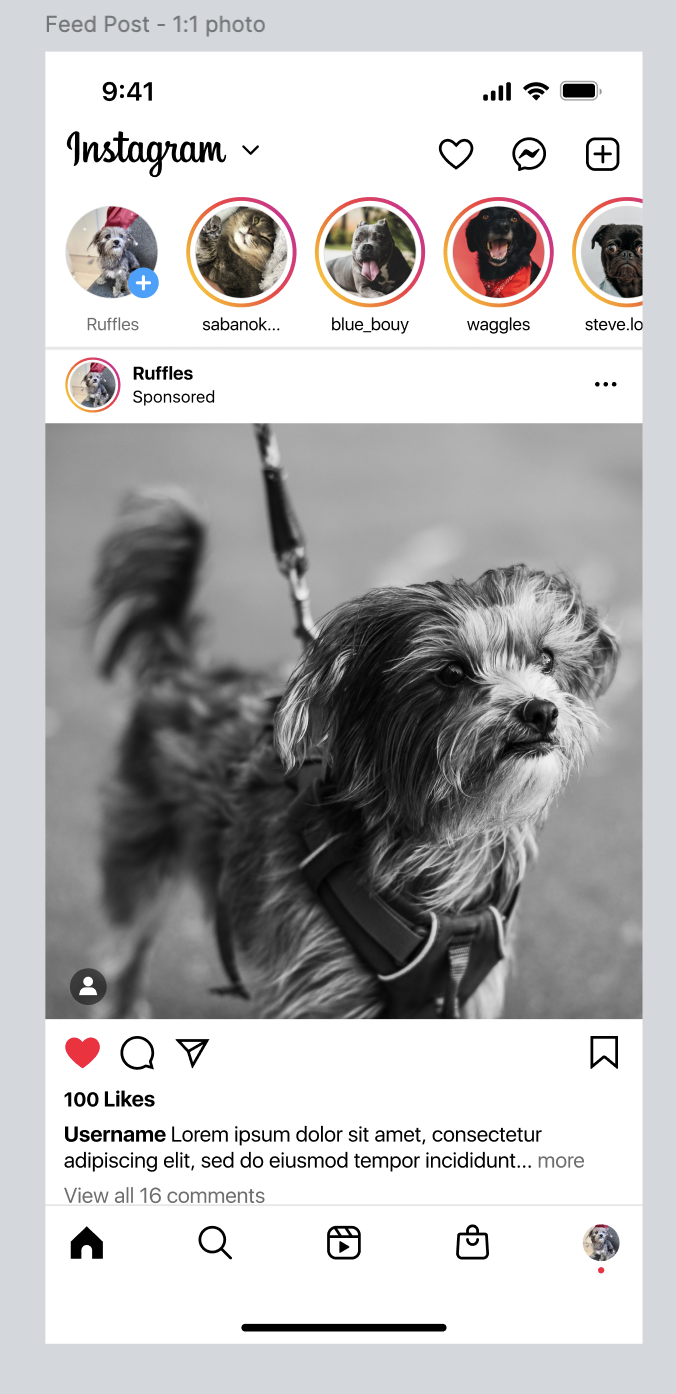 Feed Post - 1:1 photo
9:41
Instagram
Ruffles
sabanok...
blue_bouy
waggles
steve.lo
Ruffles
Sponsored
100 Likes
Username Lorem ipsum dolor sit amet, consectetur
adipiscing elit, sed do eiusmod tempor incididunt... more
View all 16 comments